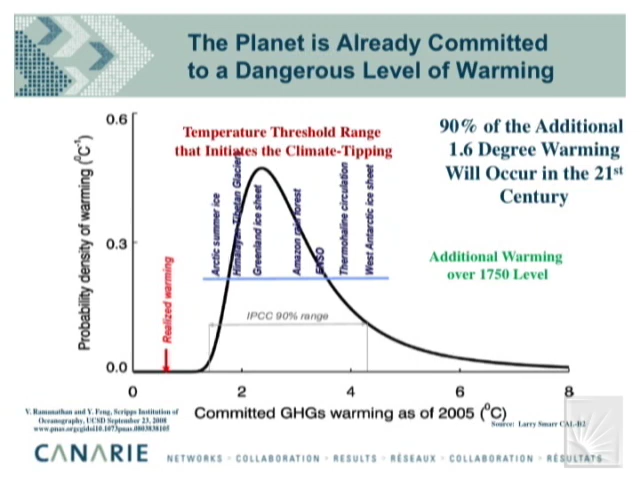 The Planet is Already Committed
to a Dangerous Level of Warming
0.6
0.3
0.0
Probability density of warming (°C⁻¹)
Temperature Threshold Range
that Initiates the Climate-Tipping
90% of the Additional
1.6 Degree Warming
Will Occur in the 21st
Century
Additional Warming
over 1750 Level
Realized warming
Arctic summer ice
Himalayan-Tibetan Glacier
Greenland ice sheet
Amazon rain forest
ENSO
Thermohaline circulation
West Antarctic ice sheet
IPCC 90% range
0 2 4 6 8
Committed GHGs warming as of 2005 (°C)
V. Ramanathan and Y. Feng, Scripps Institution of
Oceanography, UCSD September 23, 2008
Source: Larry Smarr CAL-IT2
CANARIE
NETWORKS · COLLABORATION · RESULTS · RÉSEAUX · COLLABORATION · RÉSULTATS